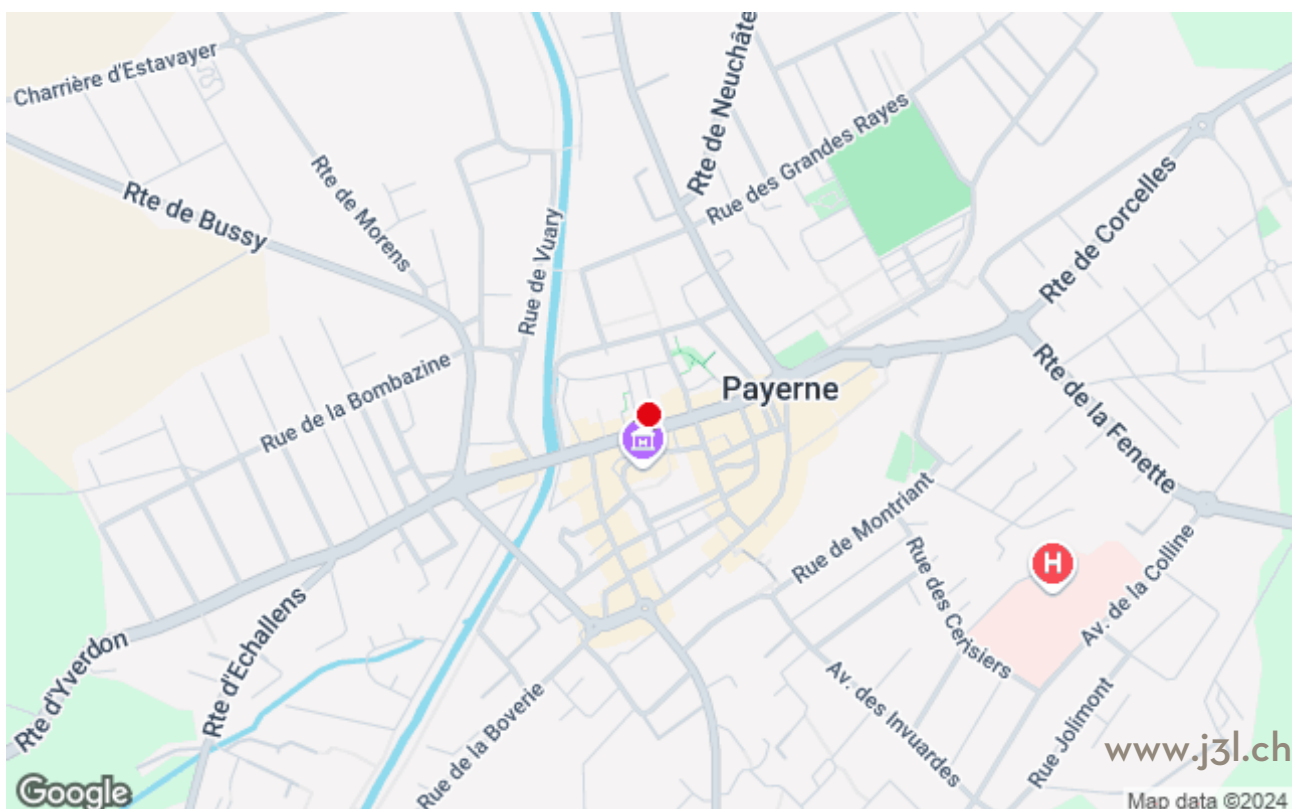 Charrière d'Estavayer
Rte de Neuchâte
Rue des Grandes Rayes
Rte de Morens
Rte de Bussy
Rue de Vuary
Rte de Corcelles
Rue de la Bombazine
Payerne
Rte de la Fenette
M
Rue de Montriant
Rue des Cerisiers
H
Av. de la Colline
Rte d'Yverdon
Rte d'Echallens
Rue de la Boverie
Av. des Invuardes
Rue Jolimont
www.j3l.ch
Google
Map data ©2024